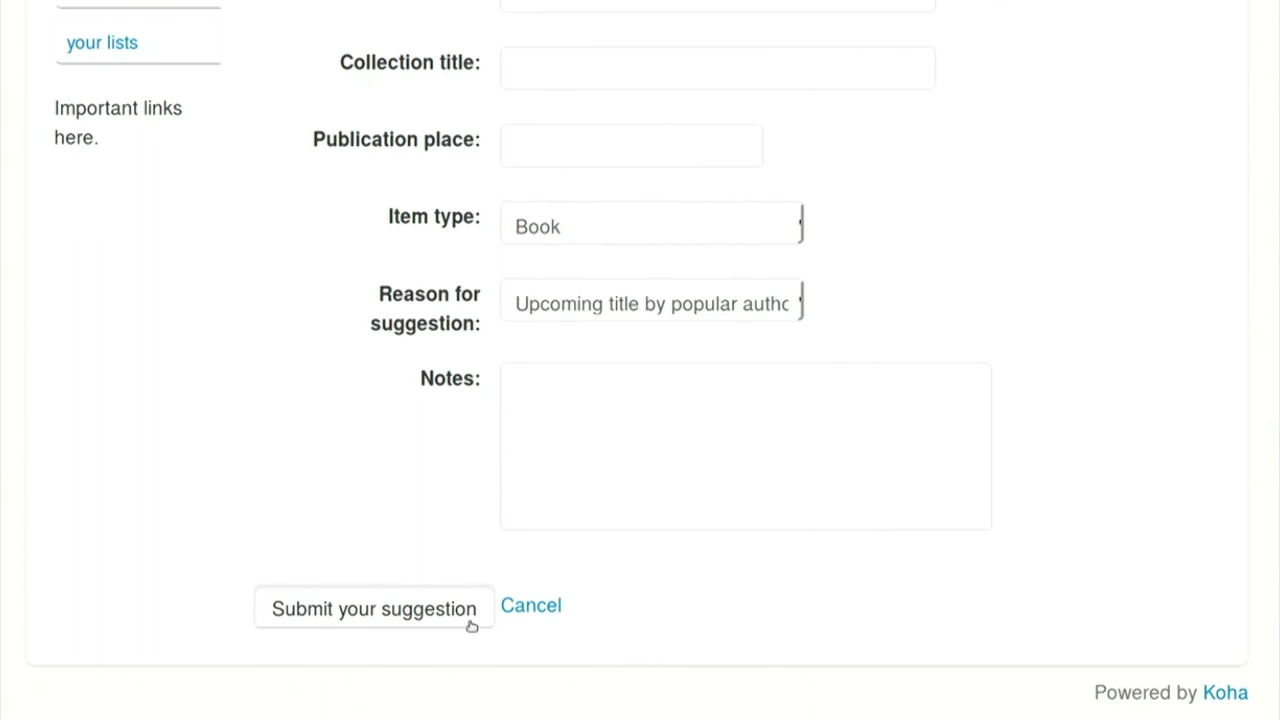 your lists
Important links
here.
Collection title:
Publication place:
Item type:
Book
Reason for
suggestion:
Upcoming title by popular
Notes:
Submit your suggestion
Cancel
Powered by Koha